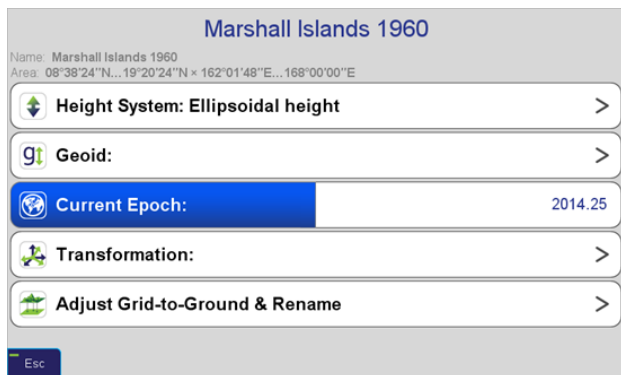 Marshall Islands 1960
Name: Marshall Islands 1960
Area: 08°38'24"N...19°20'24"N × 162°01'48"E...168°00'00"E
Height System: Ellipsoidal height >
g Geoid: >
Current Epoch: 2014.25
Transformation: >
Adjust Grid-to-Ground & Rename >
Esc